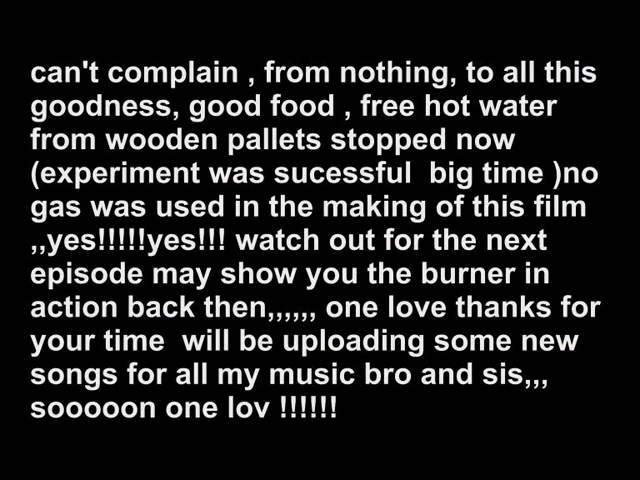 can't complain , from nothing, to all this
goodness, good food , free hot water
from wooden pallets stopped now
(experiment was sucessful  big time )no
gas was used in the making of this film
,,yes!!!!!yes!!! watch out for the next
episode may show you the burner in
action back then,,,,,, one love thanks for
your time  will be uploading some new
songs for all my music bro and sis,,,
sooooon one lov !!!!!!